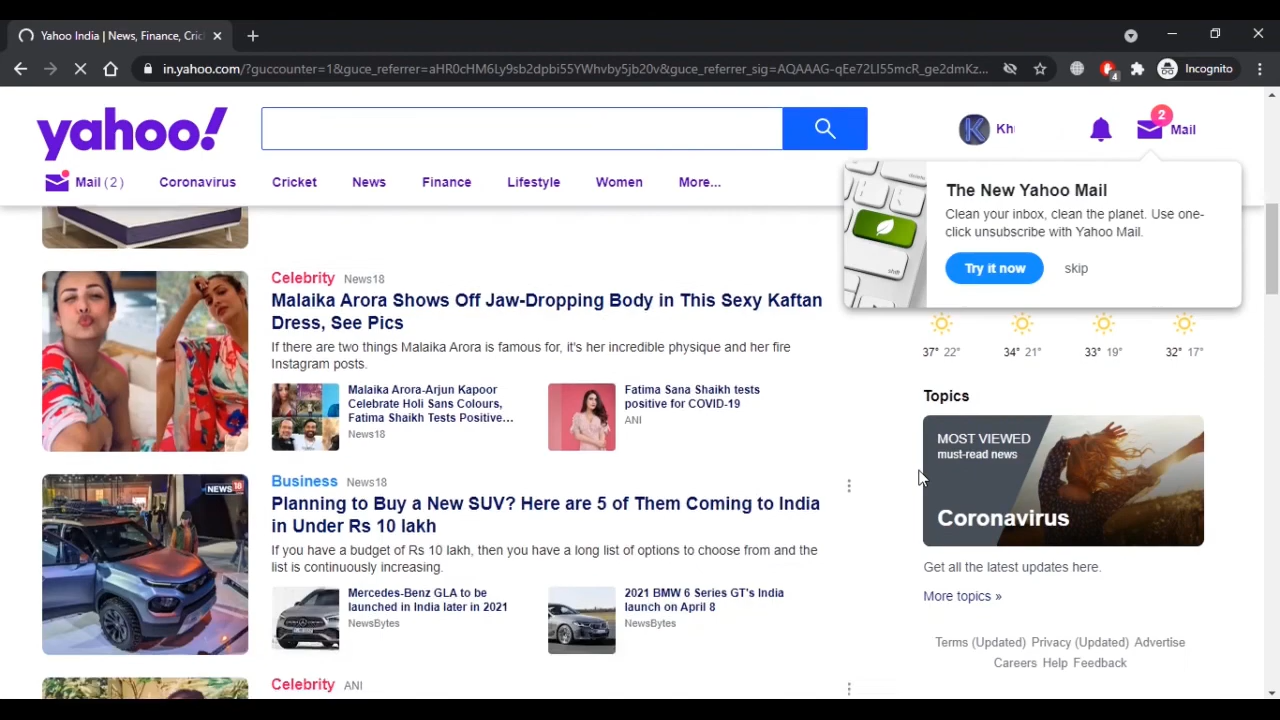 Yahoo India | News, Finance, Cric
in.yahoo.com/?guccounter=1&guce_referrer=aHR0cHM6Ly9sb2dpbi55YWhvby5jb20v&guce_referrer_sig=AQAAAG-qEe72LI55mcR_ge2dmKz...
4
Incognito
yahoo!
Kh
2
Mail
Mail (2)
Coronavirus
Cricket
News
Finance
Lifestyle
Women
More...
The New Yahoo Mail
Clean your inbox, clean the planet. Use one-
click unsubscribe with Yahoo Mail.
Try it now
skip
Celebrity News18
Malaika Arora Shows Off Jaw-Dropping Body in This Sexy Kaftan
Dress, See Pics
If there are two things Malaika Arora is famous for, it's her incredible physique and her fire
Instagram posts.
Malaika Arora-Arjun Kapoor
Celebrate Holi Sans Colours,
Fatima Shaikh Tests Positive...
News18
Fatima Sana Shaikh tests
positive for COVID-19
ANI
37° 22°
34° 21°
33° 19°
32° 17°
Topics
MOST VIEWED
must-read news
Coronavirus
Get all the latest updates here.
More topics »
NEWS 18
Business News18
Planning to Buy a New SUV? Here are 5 of Them Coming to India
in Under Rs 10 lakh
If you have a budget of Rs 10 lakh, then you have a long list of options to choose from and the
list is continuously increasing.
Mercedes-Benz GLA to be
launched in India later in 2021
NewsBytes
2021 BMW 6 Series GT's India
launch on April 8
NewsBytes
Terms (Updated) Privacy (Updated) Advertise
Careers Help Feedback
Celebrity ANI